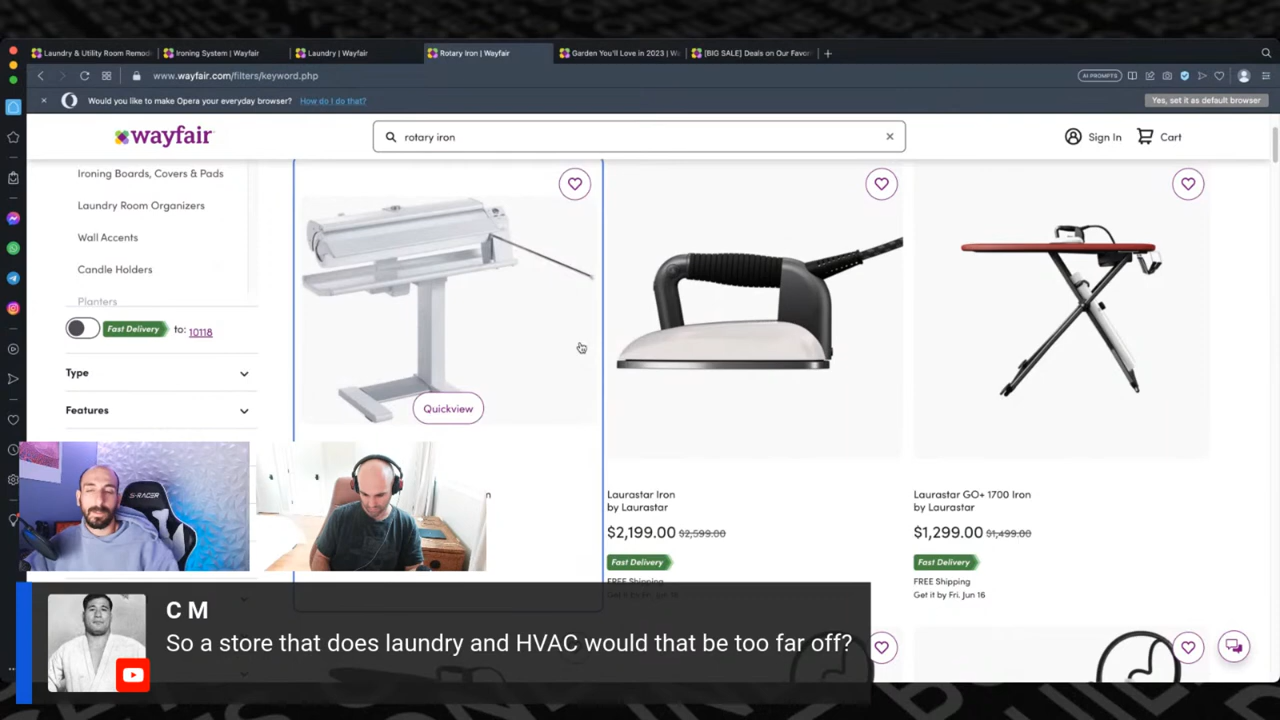 Laundry & Utility Room Remod
Ironing System | Wayfair
Laundry | Wayfair
Rotary Iron | Wayfair
Garden You'll Love in 2023 | W
[BIG SALE] Deals on Our Favor
www.wayfair.com/filters/keyword.php
AI PROMPTS
Would you like to make Opera your everyday browser? How do I do that?
Yes, set it as default browser
wayfair
rotary iron
Sign In
Cart
Ironing Boards, Covers & Pads
Laundry Room Organizers
Wall Accents
Candle Holders
Planters
Fast Delivery to: 10118
Type
Features
Quickview
Laurastar Iron
by Laurastar
$2,199.00 $2,599.00
Fast Delivery
FREE Shipping
Get it by Fri. Jun 16
Laurastar GO+ 1700 Iron
by Laurastar
$1,299.00 $1,499.00
Fast Delivery
FREE Shipping
Get it by Fri. Jun 16
S-RACER
C M
So a store that does laundry and HVAC would that be too far off?